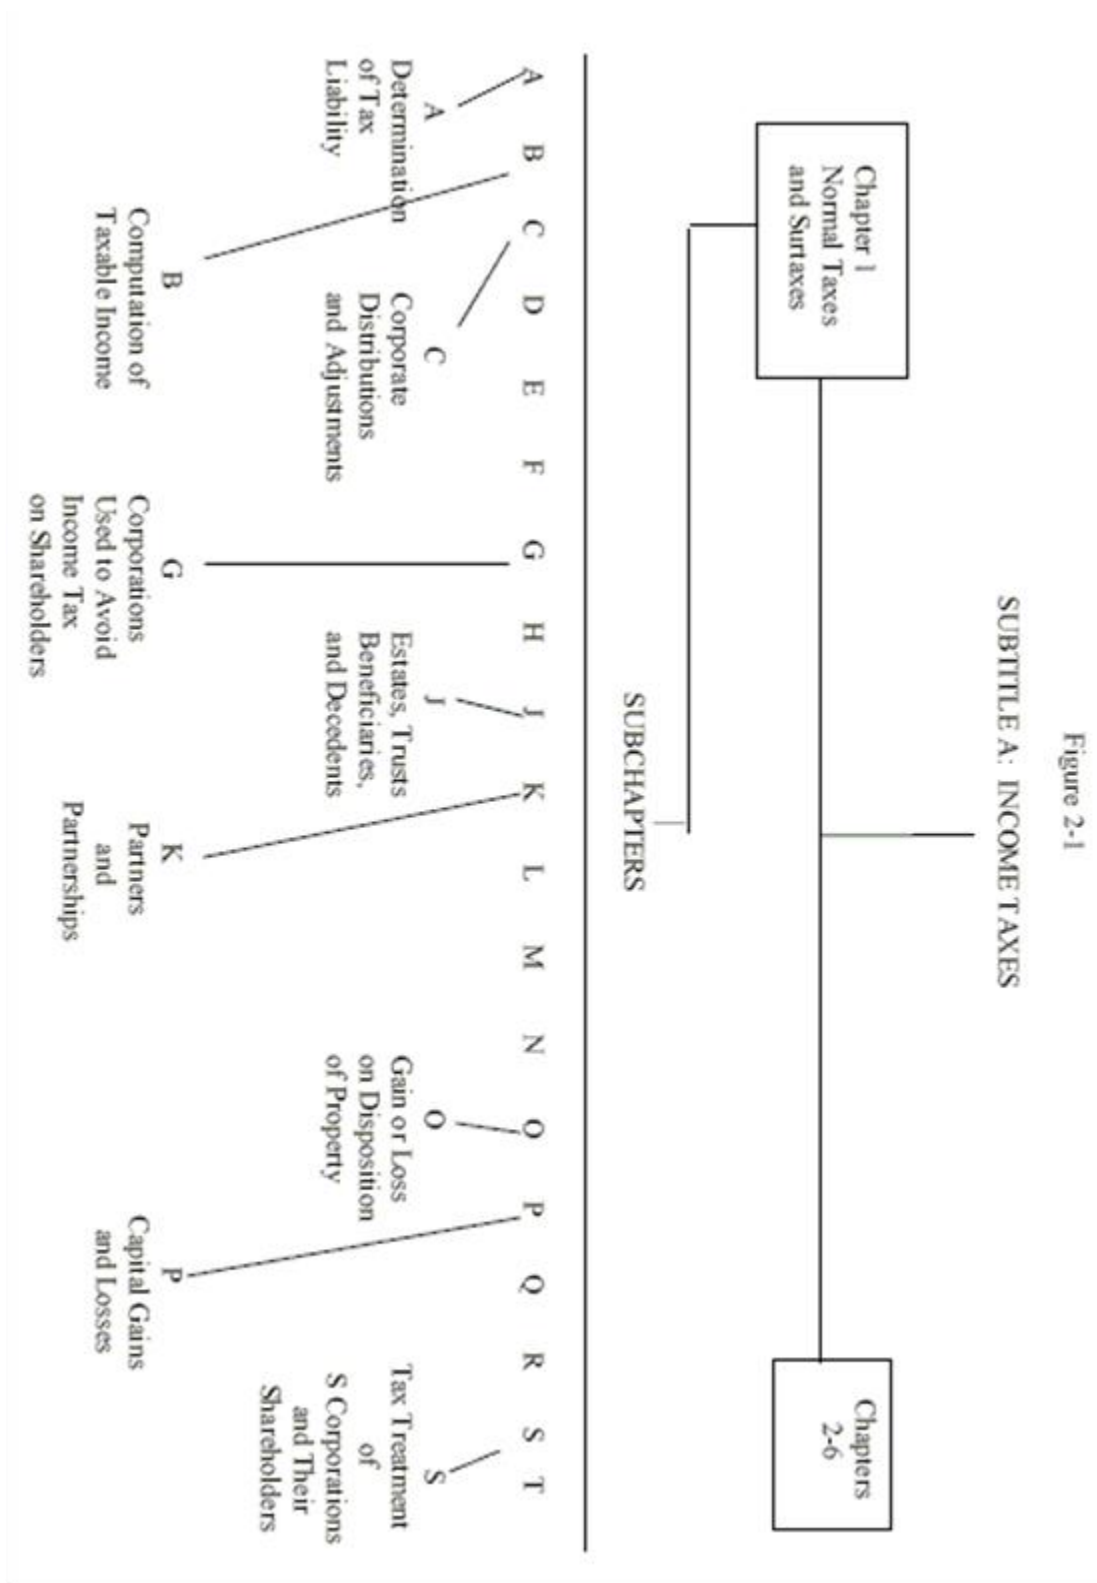 Figure 2-1
SUBTITLE A: INCOME TAXES
Chapter 1
Normal Taxes
and Surtaxes
Chapters
2-6
SUBCHAPTERS
A B C D E F G H J K L M N O P Q R S T
A
Determination
of Tax
Liability
C
Corporate
Distributions
and Adjustments
J
Estates, Trusts
Beneficiaries,
and Decedents
O
Gain or Loss
on Disposition
of Property
S
Tax Treatment
of
S Corporations
and Their
Shareholders
B
Computation of
Taxable Income
G
Corporations
Used to Avoid
Income Tax
on Shareholders
K
Partners
and
Partnerships
P
Capital Gains
and Losses